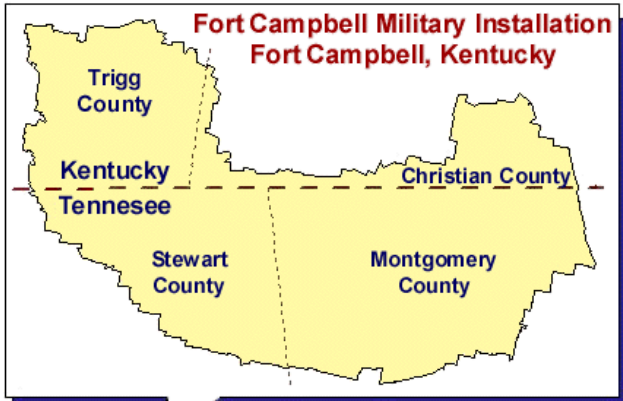 Fort Campbell Military Installation
Fort Campbell, Kentucky
Trigg
County
Kentucky
Christian County
Tennesee
Stewart
County
Montgomery
County